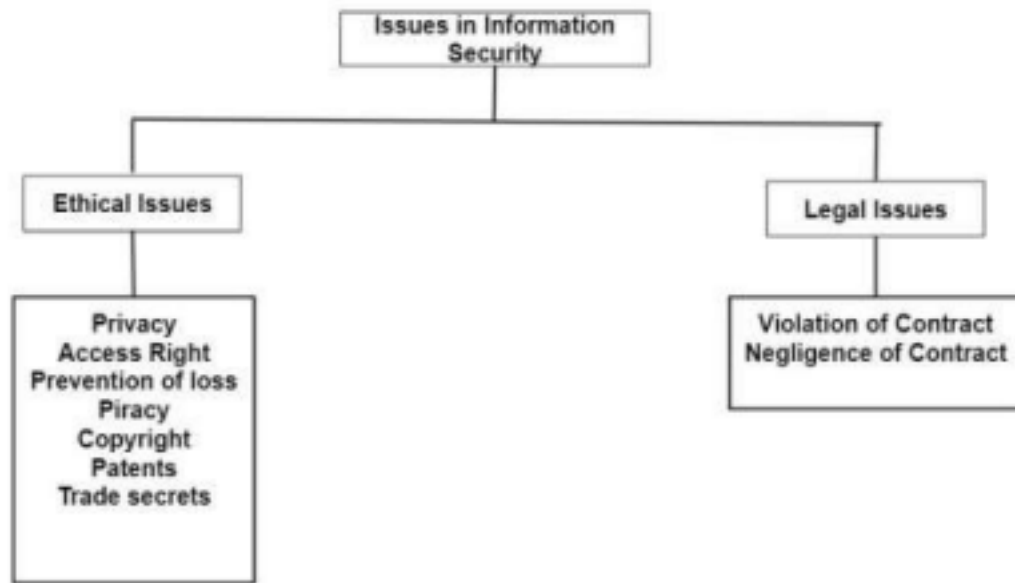 Issues in Information
Security
Ethical Issues
Legal Issues
Privacy
Access Right
Prevention of loss
Piracy
Copyright
Patents
Trade secrets
Violation of Contract
Negligence of Contract